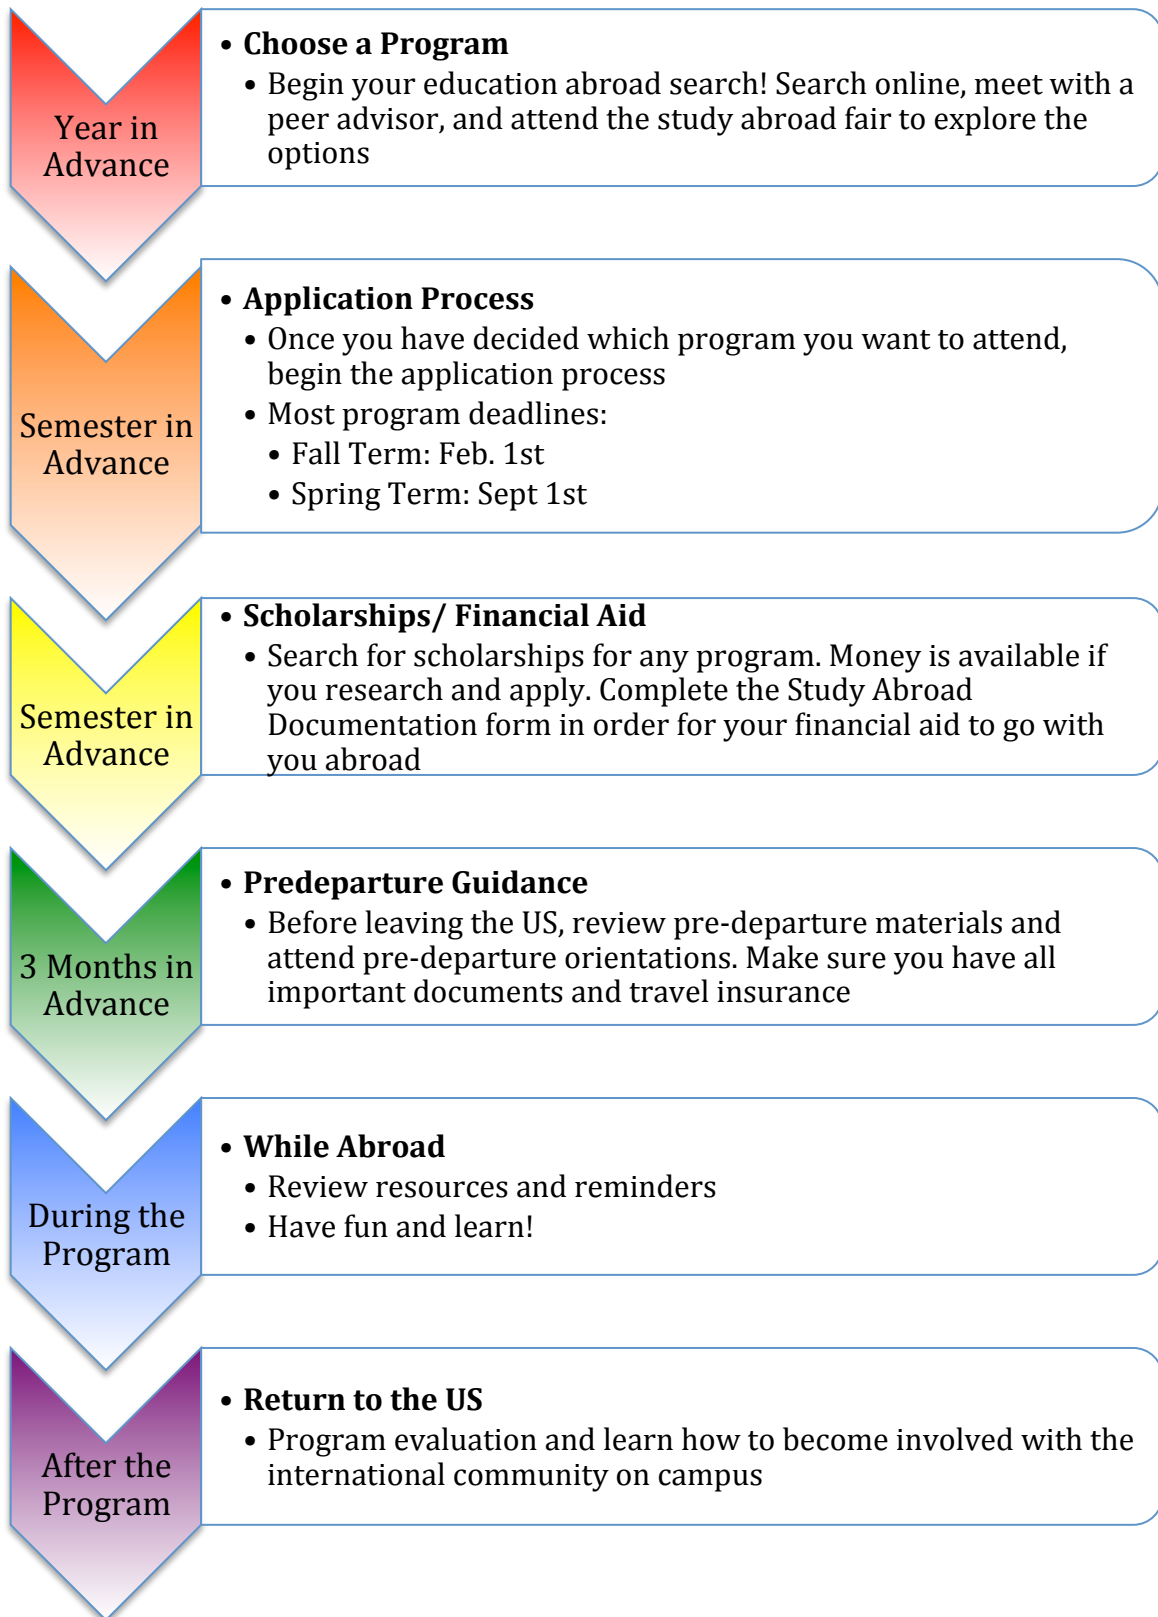 Year in
Advance
• Choose a Program
• Begin your education abroad search! Search online, meet with a
peer advisor, and attend the study abroad fair to explore the
options
Semester in
Advance
• Application Process
• Once you have decided which program you want to attend,
begin the application process
• Most program deadlines:
• Fall Term: Feb. 1st
• Spring Term: Sept 1st
Semester in
Advance
• Scholarships/ Financial Aid
• Search for scholarships for any program. Money is available if
you research and apply. Complete the Study Abroad
Documentation form in order for your financial aid to go with
you abroad
3 Months in
Advance
• Predeparture Guidance
• Before leaving the US, review pre-departure materials and
attend pre-departure orientations. Make sure you have all
important documents and travel insurance
During the
Program
• While Abroad
• Review resources and reminders
• Have fun and learn!
After the
Program
• Return to the US
• Program evaluation and learn how to become involved with the
international community on campus